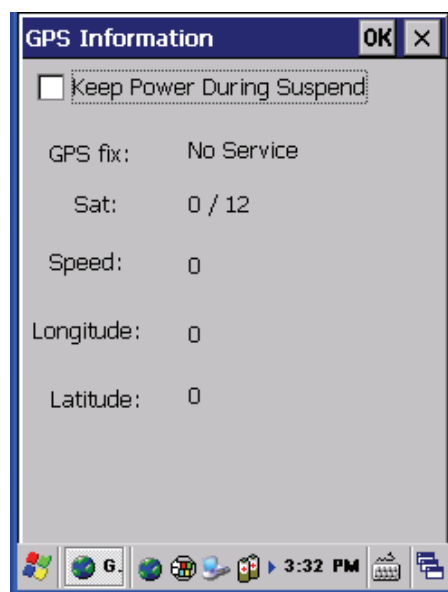 GPS Information OK
Keep Power During Suspend
GPS fix: No Service
Sat: 0 / 12
Speed: 0
Longitude: 0
Latitude: 0
G. 3:32 PM